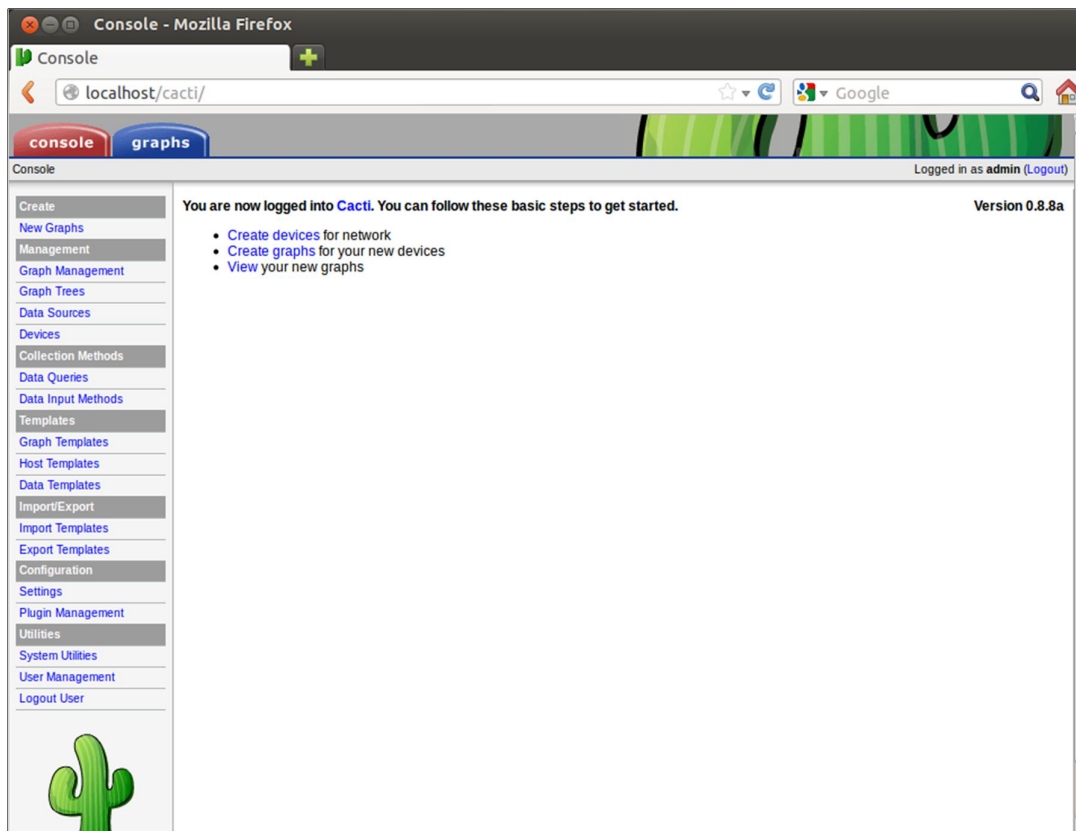 Console - Mozilla Firefox
Console
localhost/cacti/
Google
console graphs
Console
Logged in as admin (Logout)
Create
New Graphs
Management
Graph Management
Graph Trees
Data Sources
Devices
Collection Methods
Data Queries
Data Input Methods
Templates
Graph Templates
Host Templates
Data Templates
Import/Export
Import Templates
Export Templates
Configuration
Settings
Plugin Management
Utilities
System Utilities
User Management
Logout User
You are now logged into Cacti. You can follow these basic steps to get started.
Version 0.8.8a
Create devices for network
Create graphs for your new devices
View your new graphs